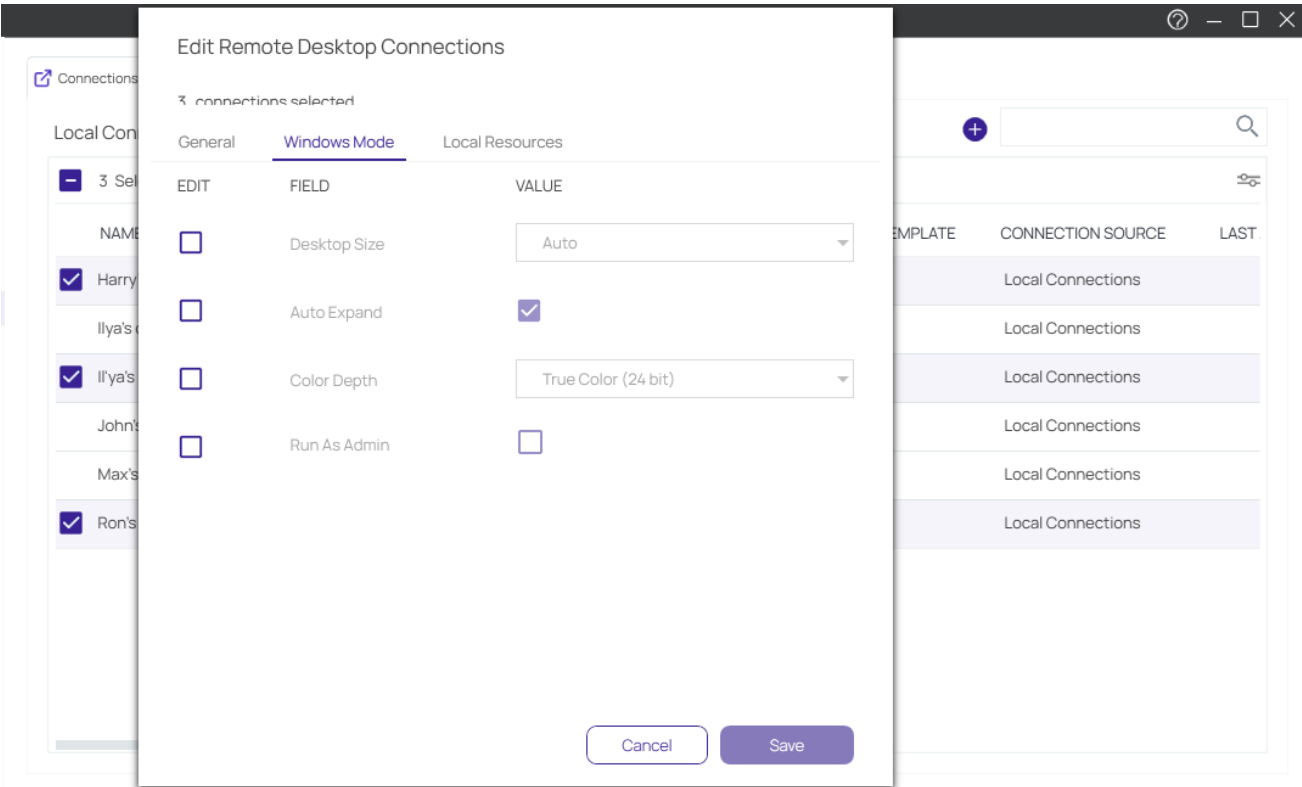 Edit Remote Desktop Connections
Connections
3 connections selected
Local Con
General Windows Mode Local Resources
3 Sel
EDIT FIELD VALUE
NAME EMPLATE CONNECTION SOURCE LAST
Desktop Size Auto
Harry Local Connections
Auto Expand
Ilya's Local Connections
Color Depth True Color (24 bit)
Il'ya's Local Connections
John's Local Connections
Run As Admin
Max's Local Connections
Ron's Local Connections
Cancel Save